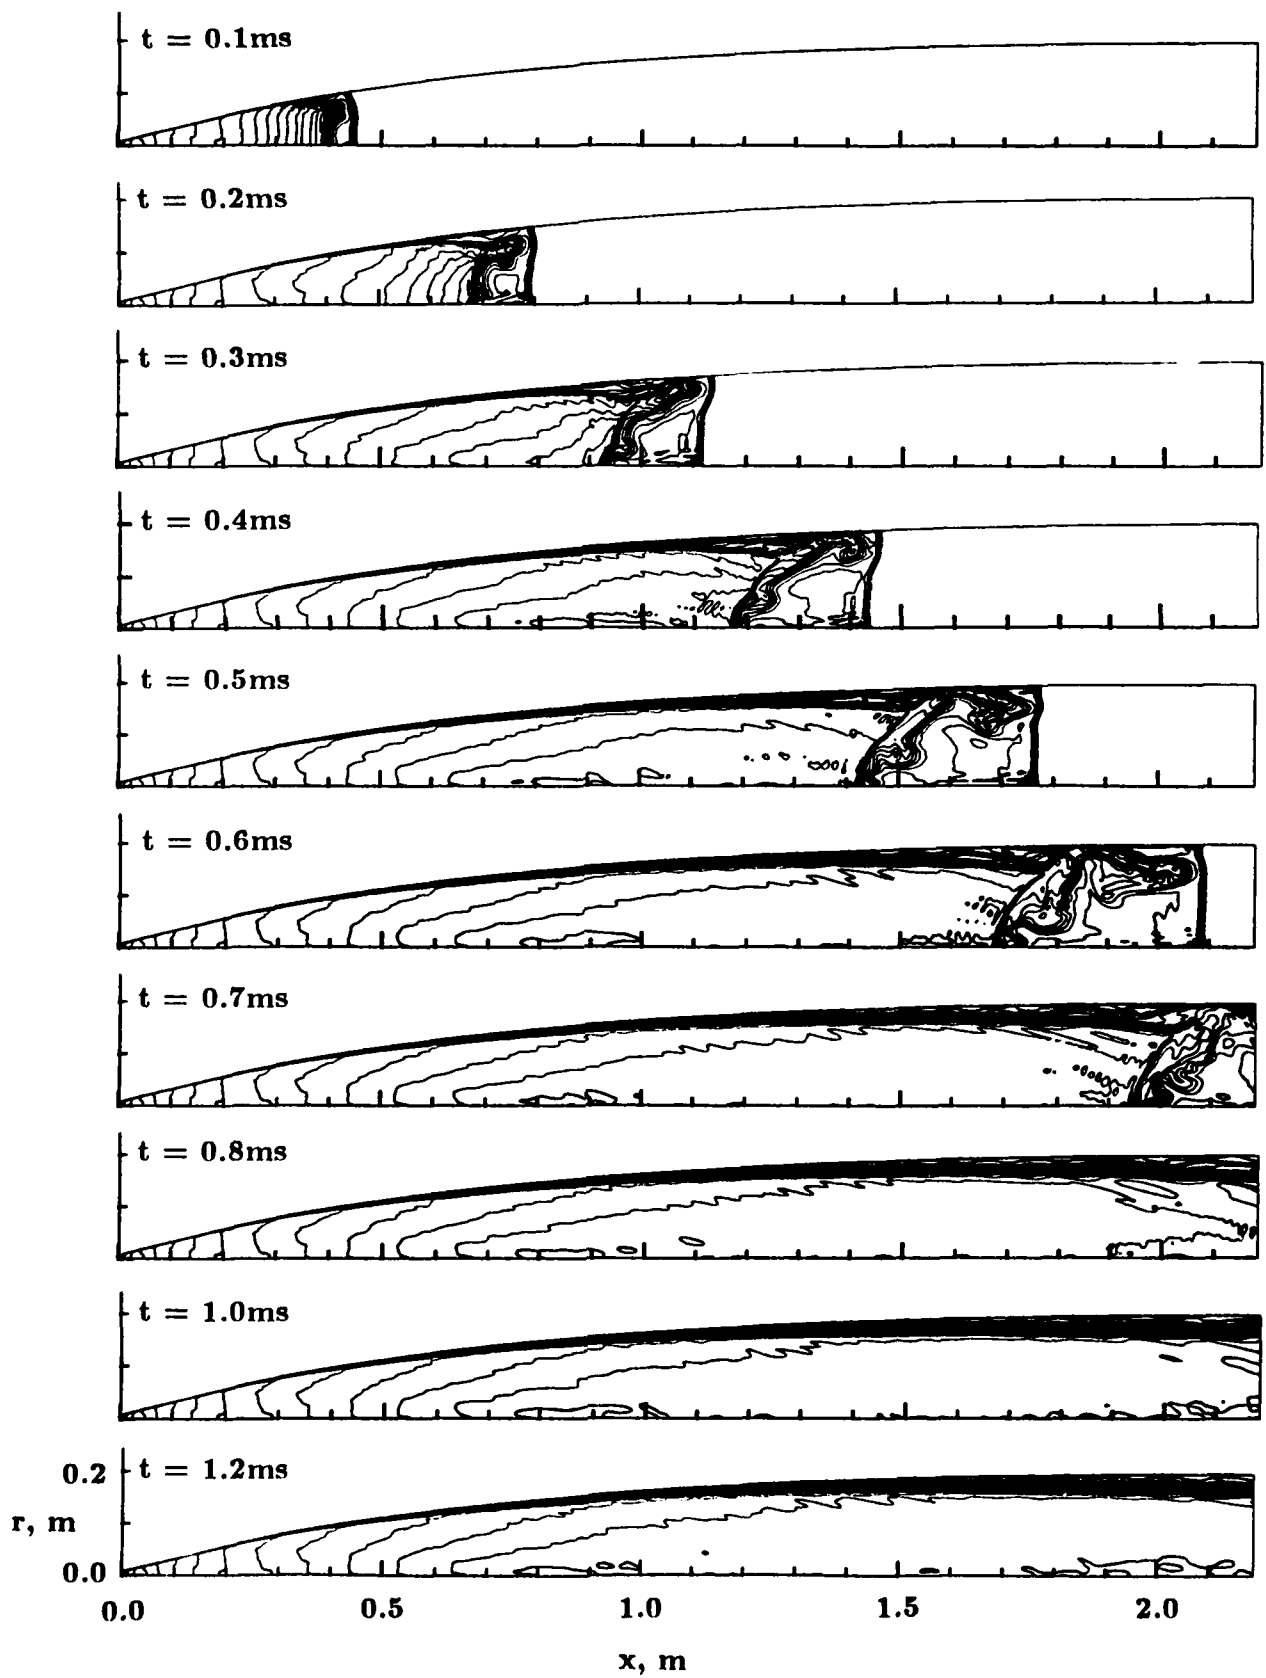 t = 0.1ms
t = 0.2ms
t = 0.3ms
t = 0.4ms
t = 0.5ms
t = 0.6ms
t = 0.7ms
t = 0.8ms
t = 1.0ms
0.2 t = 1.2ms
r, m
0.0
0.0 0.5 1.0 1.5 2.0
x, m